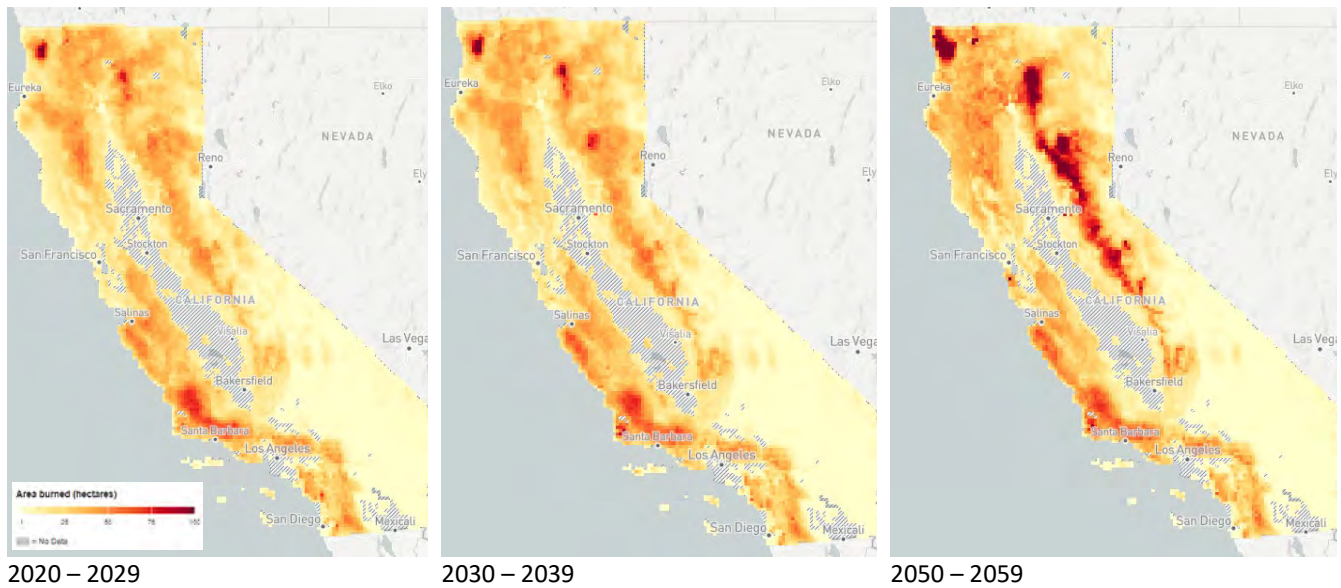 Eureka
Elko
NEVADA
Reno
Ely
Sacramento
San Francisco
Stockton
CALIFORNIA
Salinas
Visalia
Las Vega
Bakersfield
Santa Barbara
Los Angeles
San Diego
Mexicali
Area burned (hectares)
1 25 50 75 100
= No Data
2020 – 2029
Eureka
Elko
NEVADA
Reno
Ely
Sacramento
San Francisco
Stockton
CALIFORNIA
Salinas
Visalia
Las Vega
Bakersfield
Santa Barbara
Los Angeles
San Diego
Mexicali
2030 – 2039
Eureka
Elko
NEVADA
Reno
Ely
Sacramento
San Francisco
Stockton
CALIFORNIA
Salinas
Visalia
Las Vega
Bakersfield
Santa Barbara
Los Angeles
San Diego
Mexicali
2050 – 2059